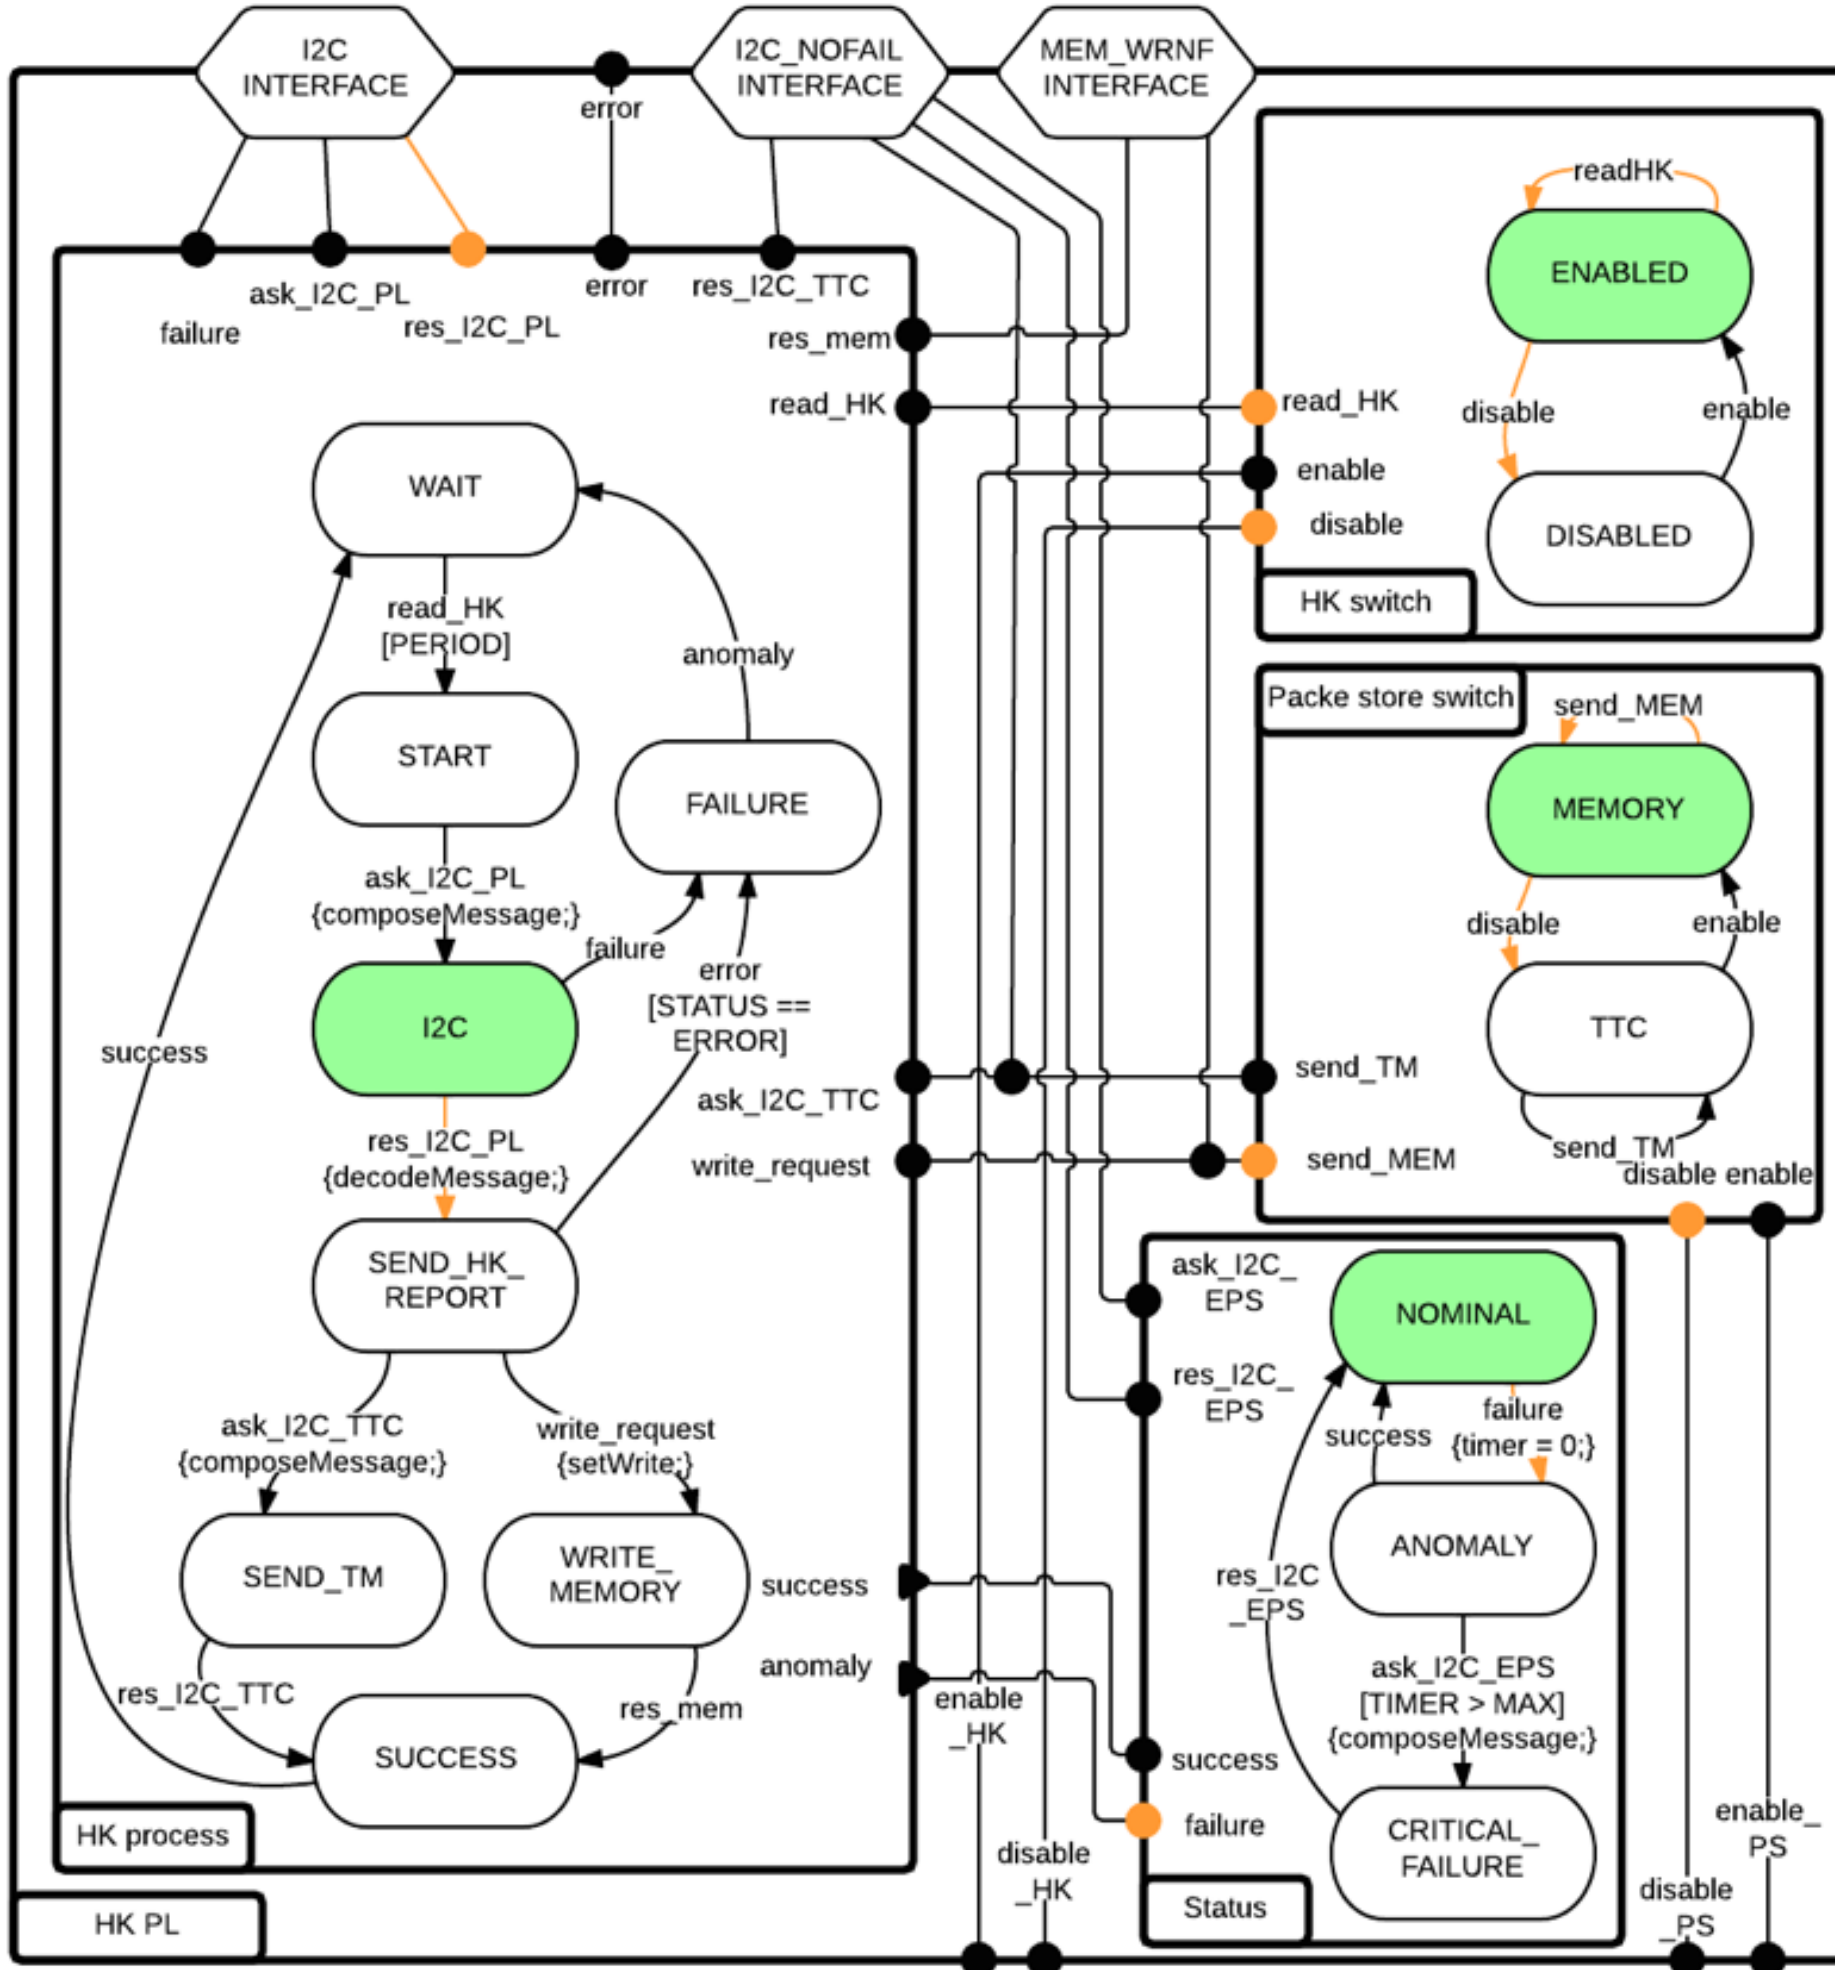 I2C
INTERFACE
error
I2C_NOFAIL
INTERFACE
MEM_WRNF
INTERFACE
failure
ask_I2C_PL
res_I2C_PL
error
res_I2C_TTC
res_mem
read_HK
WAIT
read_HK
[PERIOD]
START
anomaly
FAILURE
ask_I2C_PL
{composeMessage;}
failure
error
[STATUS ==
ERROR]
I2C
success
res_I2C_PL
{decodeMessage;}
ask_I2C_TTC
write_request
SEND_HK_
REPORT
ask_I2C_TTC
{composeMessage;}
write_request
{setWrite;}
SEND_TM
WRITE_
MEMORY
success
anomaly
res_I2C_TTC
res_mem
SUCCESS
HK process
HK PL
enable
_HK
disable
_HK
readHK
ENABLED
read_HK
disable
enable
enable
disable
DISABLED
HK switch
Packe store switch
send_MEM
MEMORY
disable
enable
TTC
send_TM
send_TM
send_MEM
disable enable
ask_I2C_
EPS
NOMINAL
res_I2C_
EPS
failure
{timer = 0;}
success
ANOMALY
res_I2C
_EPS
ask_I2C_EPS
[TIMER > MAX]
{composeMessage;}
success
failure
CRITICAL_
FAILURE
Status
enable_
PS
disable
_PS